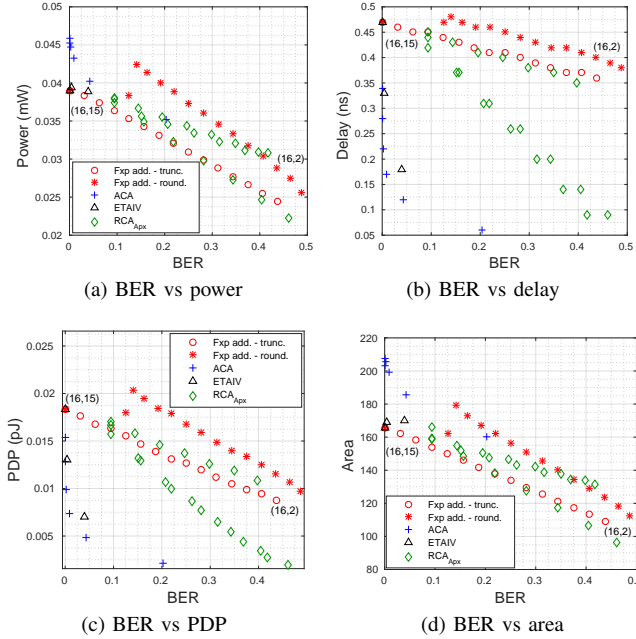 0.05
0.045
0.04
0.035
0.03
0.025
0.02
Power (mW)
(16,15)
(16,2)
Fxp add. - trunc.
Fxp add. - round.
ACA
ETAIV
RCA_Apx
0 0.1 0.2 0.3 0.4 0.5
BER
(a) BER vs power
0.5
0.45
0.4
0.35
0.3
0.25
0.2
0.15
0.1
0.05
Delay (ns)
(16,15)
(16,2)
0 0.1 0.2 0.3 0.4 0.5
BER
(b) BER vs delay
0.025
0.02
0.015
0.01
0.005
PDP (pJ)
(16,15)
(16,2)
Fxp add. - trunc.
Fxp add. - round.
ACA
ETAIV
RCA_Apx
0 0.1 0.2 0.3 0.4 0.5
BER
(c) BER vs PDP
220
200
180
160
140
120
100
80
Area
(16,15)
(16,2)
Fxp add. - trunc.
Fxp add. - round.
ACA
ETAIV
RCA_Apx
0 0.1 0.2 0.3 0.4 0.5
BER
(d) BER vs area